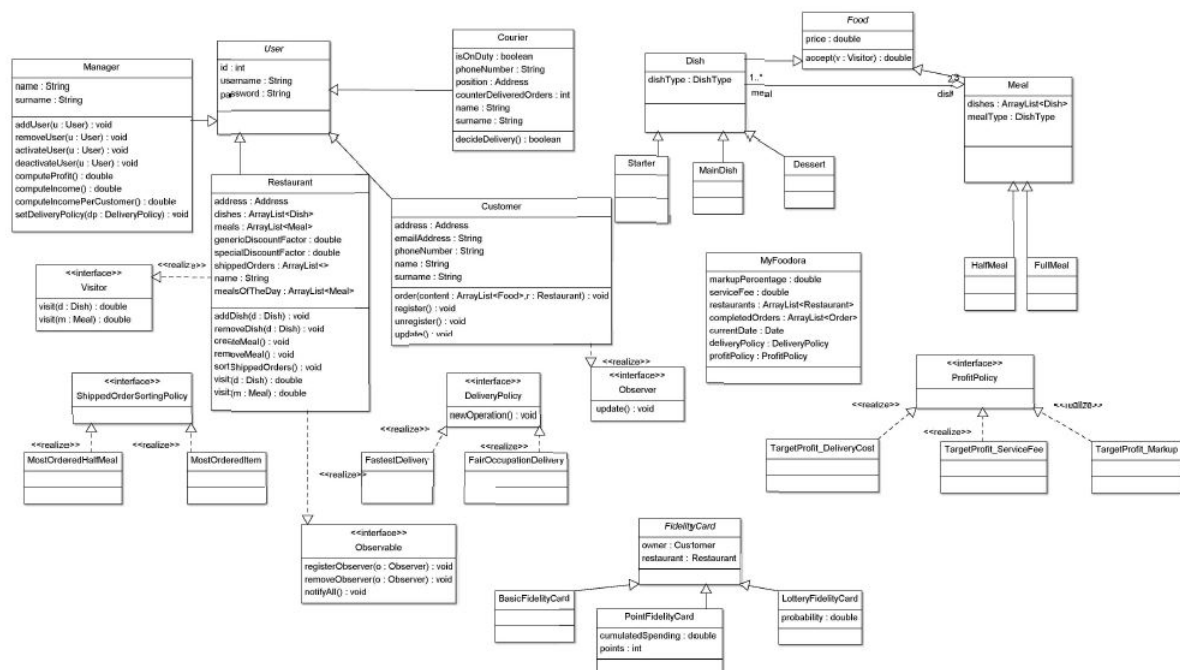 Manager
name : String
surname : String
addUser(u : User) : void
removeUser(u : User) : void
activateUser(u : User) : void
deactivateUser(u : User) : void
computeProfit() : double
computeIncome() : double
computeIncomePerCustomer() : double
setDeliveryPolicy(dp : DeliveryPolicy) : void
User
id : int
username : String
password : String
Courier
isOnDuty : boolean
phoneNumber : String
position : Address
counterDeliveredOrders : int
name : String
surname : String
decideDelivery() : boolean
Food
price : double
accept(v : Visitor) : double
Dish
dishType : DishType
1..*
meal
dish
Meal
dishes : ArrayList<Dish>
mealType : DishType
Starter
MainDish
Dessert
HalfMeal
FullMeal
Restaurant
address : Address
dishes : ArrayList<Dish>
meals : ArrayList<Meal>
genericDiscountFactor : double
specialDiscountFactor : double
shippedOrders : ArrayList<>
name : String
mealsOfTheDay : ArrayList<Meal>
addDish(d : Dish) : void
removeDish(d : Dish) : void
createMeal() : void
removeMeal() : void
sortShippedOrders() : void
visit(d : Dish) : double
visit(m : Meal) : double
Customer
address : Address
emailAddress : String
phoneNumber : String
name : String
surname : String
order(content : ArrayList<Food>,r : Restaurant) : void
register() : void
unregister() : void
update() : void
<<interface>>
Visitor
visit(d : Dish) : double
visit(m : Meal) : double
<<realize>>
MyFoodora
markupPercentage : double
serviceFee : double
restaurants : ArrayList<Restaurant>
completedOrders : ArrayList<Order>
currentDate : Date
deliveryPolicy : DeliveryPolicy
profitPolicy : ProfitPolicy
<<realize>>
<<interface>>
Observer
update() : void
<<interface>>
ShippedOrderSortingPolicy
<<realize>>
<<realize>>
MostOrderedHalfMeal
MostOrderedItem
<<interface>>
DeliveryPolicy
newOperation() : void
<<realize>>
<<realize>>
FastestDelivery
FairOccupationDelivery
<<realize>>
<<interface>>
ProfitPolicy
<<realize>>
<<realize>>
<<realize>>
TargetProfit_DeliveryCost
TargetProfit_ServiceFee
TargetProfit_Markup
<<interface>>
Observable
registerObserver(o : Observer) : void
removeObserver(o : Observer) : void
notifyAll() : void
FidelityCard
owner : Customer
restaurant : Restaurant
BasicFidelityCard
PointFidelityCard
cumulatedSpending : double
points : int
LotteryFidelityCard
probability : double